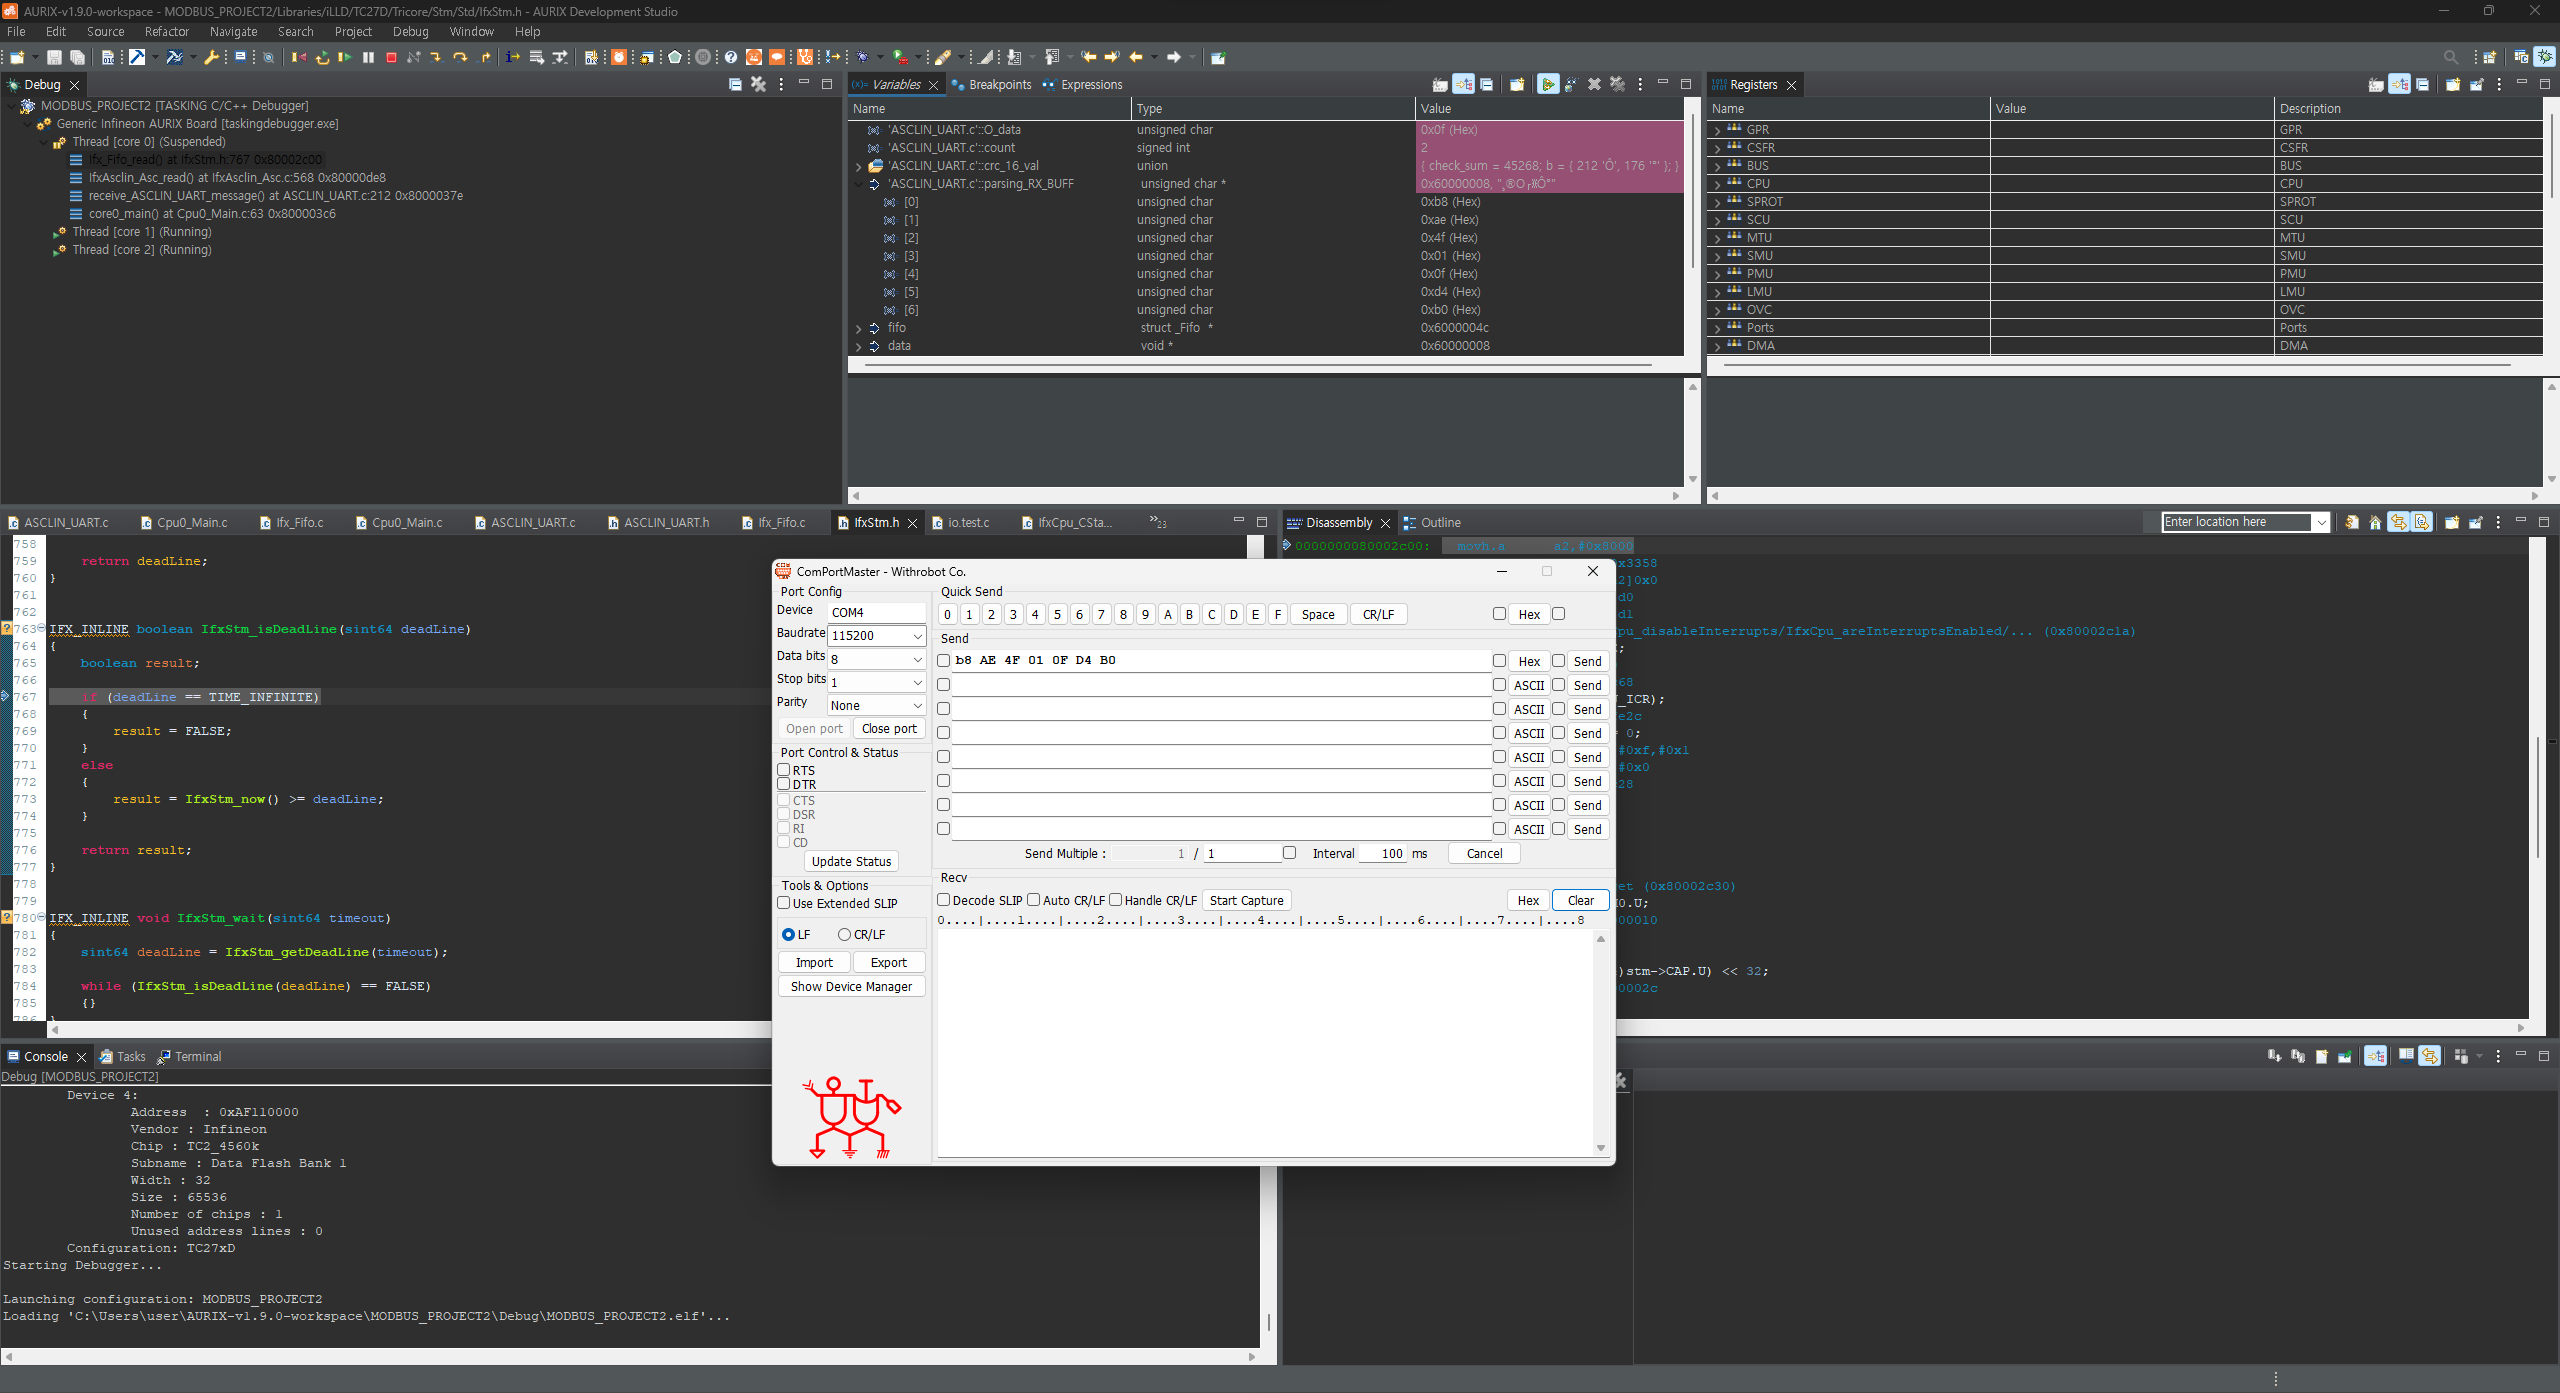 AURIX-v1.9.0-workspace - MODBUS_PROJECT2/Libraries/iLLD/TC27D/Tricore/Stm/Std/IfxStm.h - AURIX Development Studio
File Edit Source Refactor Navigate Search Project Debug Window Help
Debug
MODBUS_PROJECT2 [TASKING C/C++ Debugger]
Generic Infineon AURIX Board [taskingdebugger.exe]
Thread [core 0] (Suspended)
Ifx_Fifo_read() at IfxStm.h:767 0x80002c00
IfxAsclin_Asc_read() at IfxAsclin_Asc.c:568 0x80000de8
receive_ASCLIN_UART_message() at ASCLIN_UART.c:212 0x8000037e
core0_main() at Cpu0_Main.c:63 0x800003c6
Thread [core 1] (Running)
Thread [core 2] (Running)
(x)= Variables Breakpoints Expressions
Name Type Value
'ASCLIN_UART.c'::O_data unsigned char 0x0f (Hex)
'ASCLIN_UART.c'::count signed int 2
'ASCLIN_UART.c'::crc_16_val union { check_sum = 45268; b = { 212 'Ô', 176 '°' }; }
'ASCLIN_UART.c'::parsing_RX_BUFF unsigned char *
[0] unsigned char 0xb8 (Hex)
[1] unsigned char 0xae (Hex)
[2] unsigned char 0x4f (Hex)
[3] unsigned char 0x01 (Hex)
[4] unsigned char 0x0f (Hex)
[5] unsigned char 0xd4 (Hex)
[6] unsigned char 0xb0 (Hex)
fifo struct _Fifo * 0x6000004c
data void * 0x60000008
Registers
Name Value Description
GPR GPR
CSFR CSFR
BUS BUS
CPU CPU
SPROT SPROT
SCU SCU
MTU MTU
SMU SMU
PMU PMU
LMU LMU
OVC OVC
Ports Ports
DMA DMA
ASCLIN_UART.c Cpu0_Main.c Ifx_Fifo.c Cpu0_Main.c ASCLIN_UART.c ASCLIN_UART.h Ifx_Fifo.c IfxStm.h io.test.c IfxCpu_CSta... »23
758
759 return deadLine;
760 }
761
762
763 IFX_INLINE boolean IfxStm_isDeadLine(sint64 deadLine)
764 {
765 boolean result;
766
767 if (deadLine == TIME_INFINITE)
768 {
769 result = FALSE;
770 }
771 else
772 {
773 result = IfxStm_now() >= deadLine;
774 }
775
776 return result;
777 }
778
779
780 IFX_INLINE void IfxStm_wait(sint64 timeout)
781 {
782 sint64 deadLine = IfxStm_getDeadLine(timeout);
783
784 while (IfxStm_isDeadLine(deadLine) == FALSE)
785 {}
786 }
Disassembly Outline
Enter location here
0000000080002c00: movh.a a2,#0x8000
x3358
2]0x0
d0
d1
pu_disableInterrupts/IfxCpu_areInterruptsEnabled/... (0x80002c1a)
;
68
_ICR);
e2c
= 0;
#0xf,#0x1
#0x0
28
et (0x80002c30)
0.U;
000010
)stm->CAP.U) << 32;
0002c
ComPortMaster - Withrobot Co.
Port Config
Device COM4
Baudrate 115200
Data bits 8
Stop bits 1
Parity None
Open port Close port
Port Control & Status
RTS
DTR
CTS
DSR
RI
CD
Update Status
Tools & Options
Use Extended SLIP
LF CR/LF
Import Export
Show Device Manager
Quick Send
0 1 2 3 4 5 6 7 8 9 A B C D E F Space CR/LF Hex
Send
b8 AE 4F 01 0F D4 B0 Hex Send
ASCII Send
ASCII Send
ASCII Send
ASCII Send
ASCII Send
ASCII Send
ASCII Send
Send Multiple : 1 / 1 Interval 100 ms Cancel
Recv
Decode SLIP Auto CR/LF Handle CR/LF Start Capture Hex Clear
0....|....1....|....2....|....3....|....4....|....5....|....6....|....7....|....8
Console Tasks Terminal
Debug [MODBUS_PROJECT2]
Device 4:
Address : 0xAF110000
Vendor : Infineon
Chip : TC2_4560k
Subname : Data Flash Bank 1
Width : 32
Size : 65536
Number of chips : 1
Unused address lines : 0
Configuration: TC27xD
Starting Debugger...
Launching configuration: MODBUS_PROJECT2
Loading 'C:\Users\user\AURIX-v1.9.0-workspace\MODBUS_PROJECT2\Debug\MODBUS_PROJECT2.elf'...